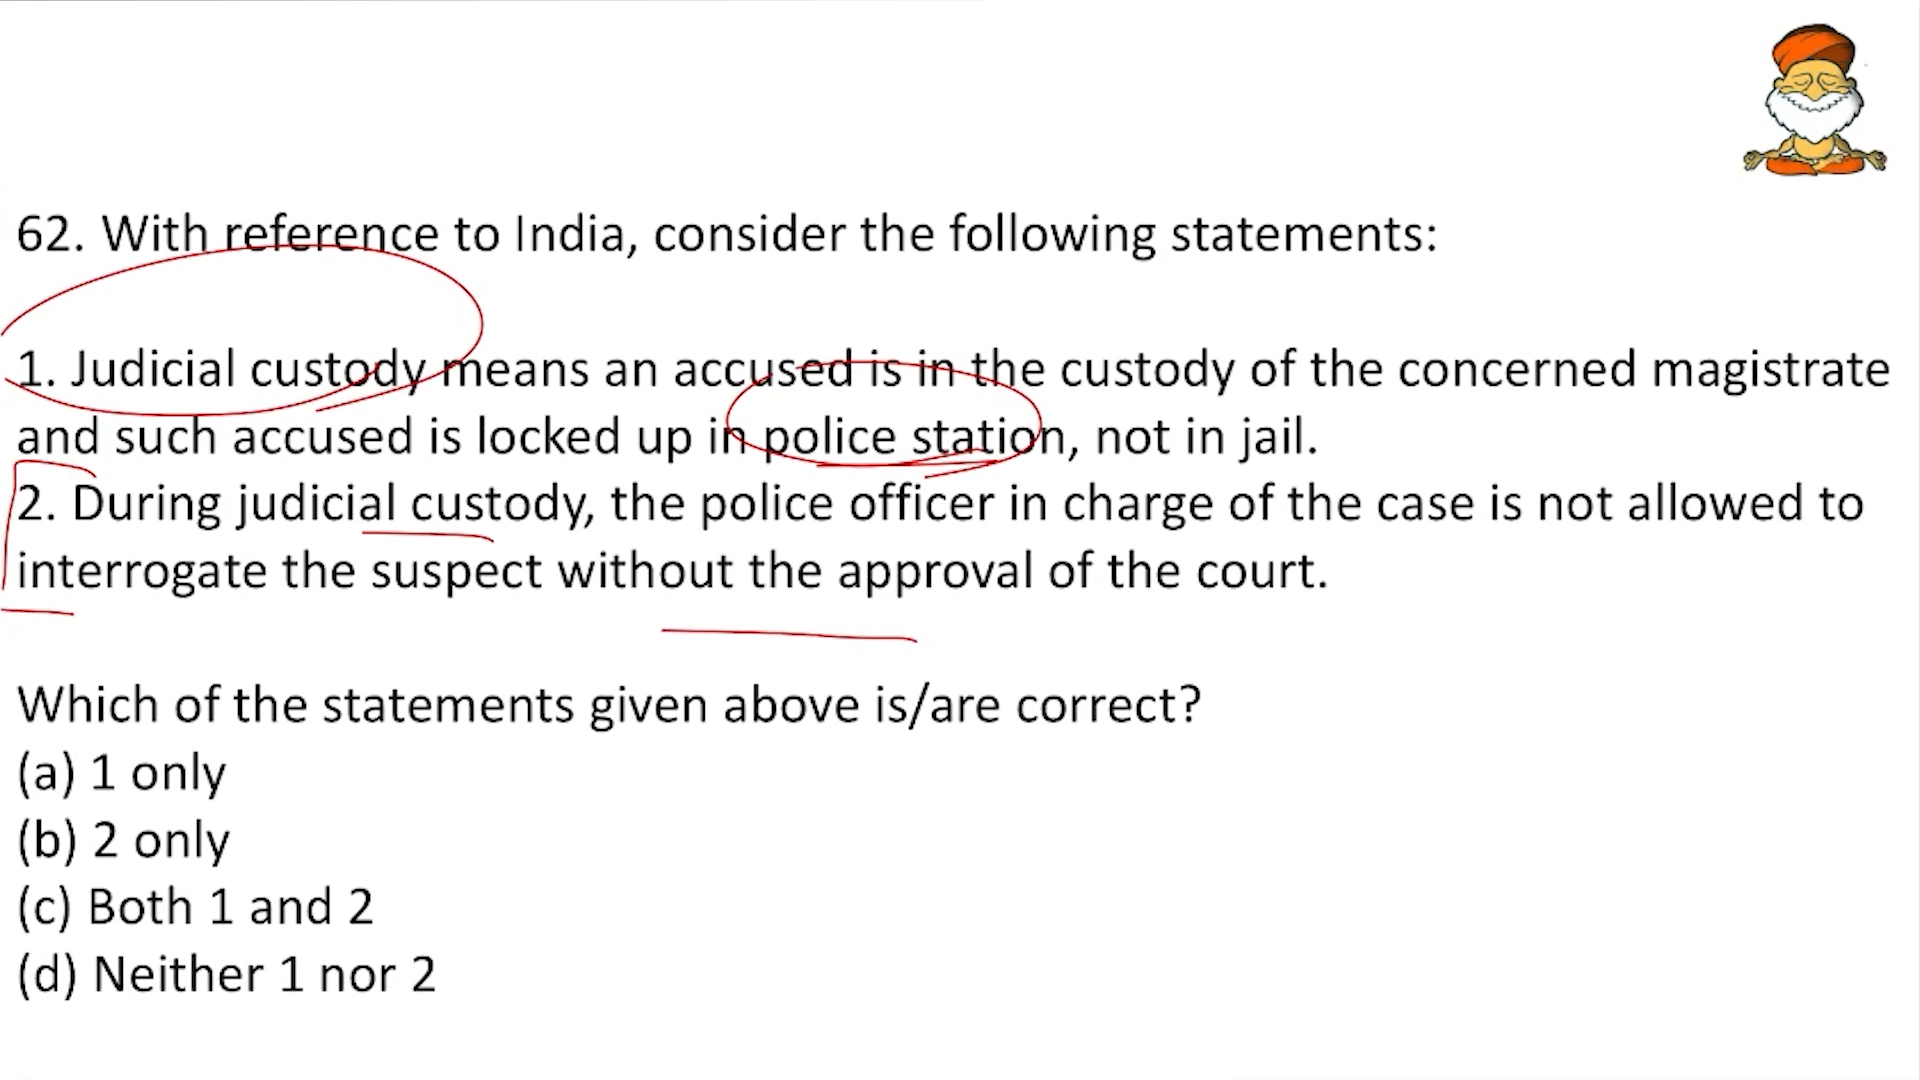 62. With reference to India, consider the following statements:
1. Judicial custody means an accused is in the custody of the concerned magistrate
and such accused is locked up in police station, not in jail.
2. During judicial custody, the police officer in charge of the case is not allowed to
interrogate the suspect without the approval of the court.
Which of the statements given above is/are correct?
(a) 1 only
(b) 2 only
(c) Both 1 and 2
(d) Neither 1 nor 2